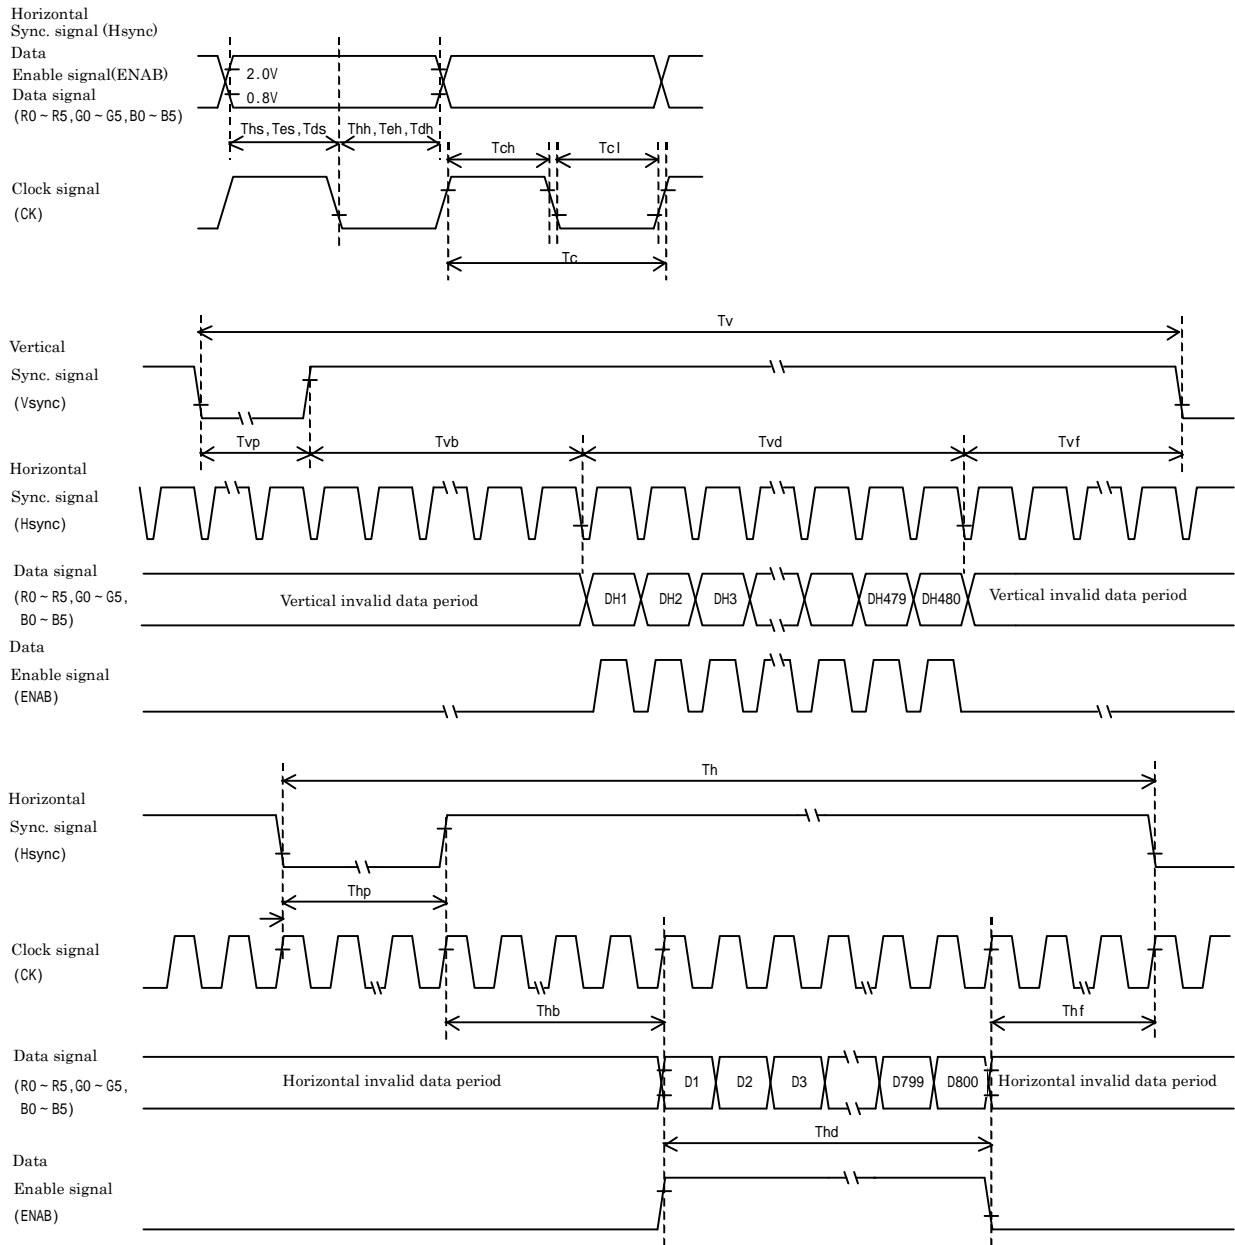 Horizontal
Sync. signal (Hsync)
Data
Enable signal(ENAB)
Data signal
(R0 ~ R5,G0 ~ G5,B0 ~ B5)
2.0V
0.8V
Ths,Tes,Tds
Thh,Teh,Tdh
Tch
Tcl
Clock signal
(CK)
Tc
Tv
Vertical
Sync. signal
(Vsync)
Tvp
Tvb
Tvd
Tvf
Horizontal
Sync. signal
(Hsync)
Data signal
(R0 ~ R5,G0 ~ G5,
B0 ~ B5)
Vertical invalid data period
DH1
DH2
DH3
DH479
DH480
Vertical invalid data period
Data
Enable signal
(ENAB)
Th
Horizontal
Sync. signal
(Hsync)
Thp
Clock signal
(CK)
Thb
Thf
Data signal
(R0 ~ R5,G0 ~ G5,
B0 ~ B5)
Horizontal invalid data period
D1
D2
D3
D799
D800
Horizontal invalid data period
Thd
Data
Enable signal
(ENAB)